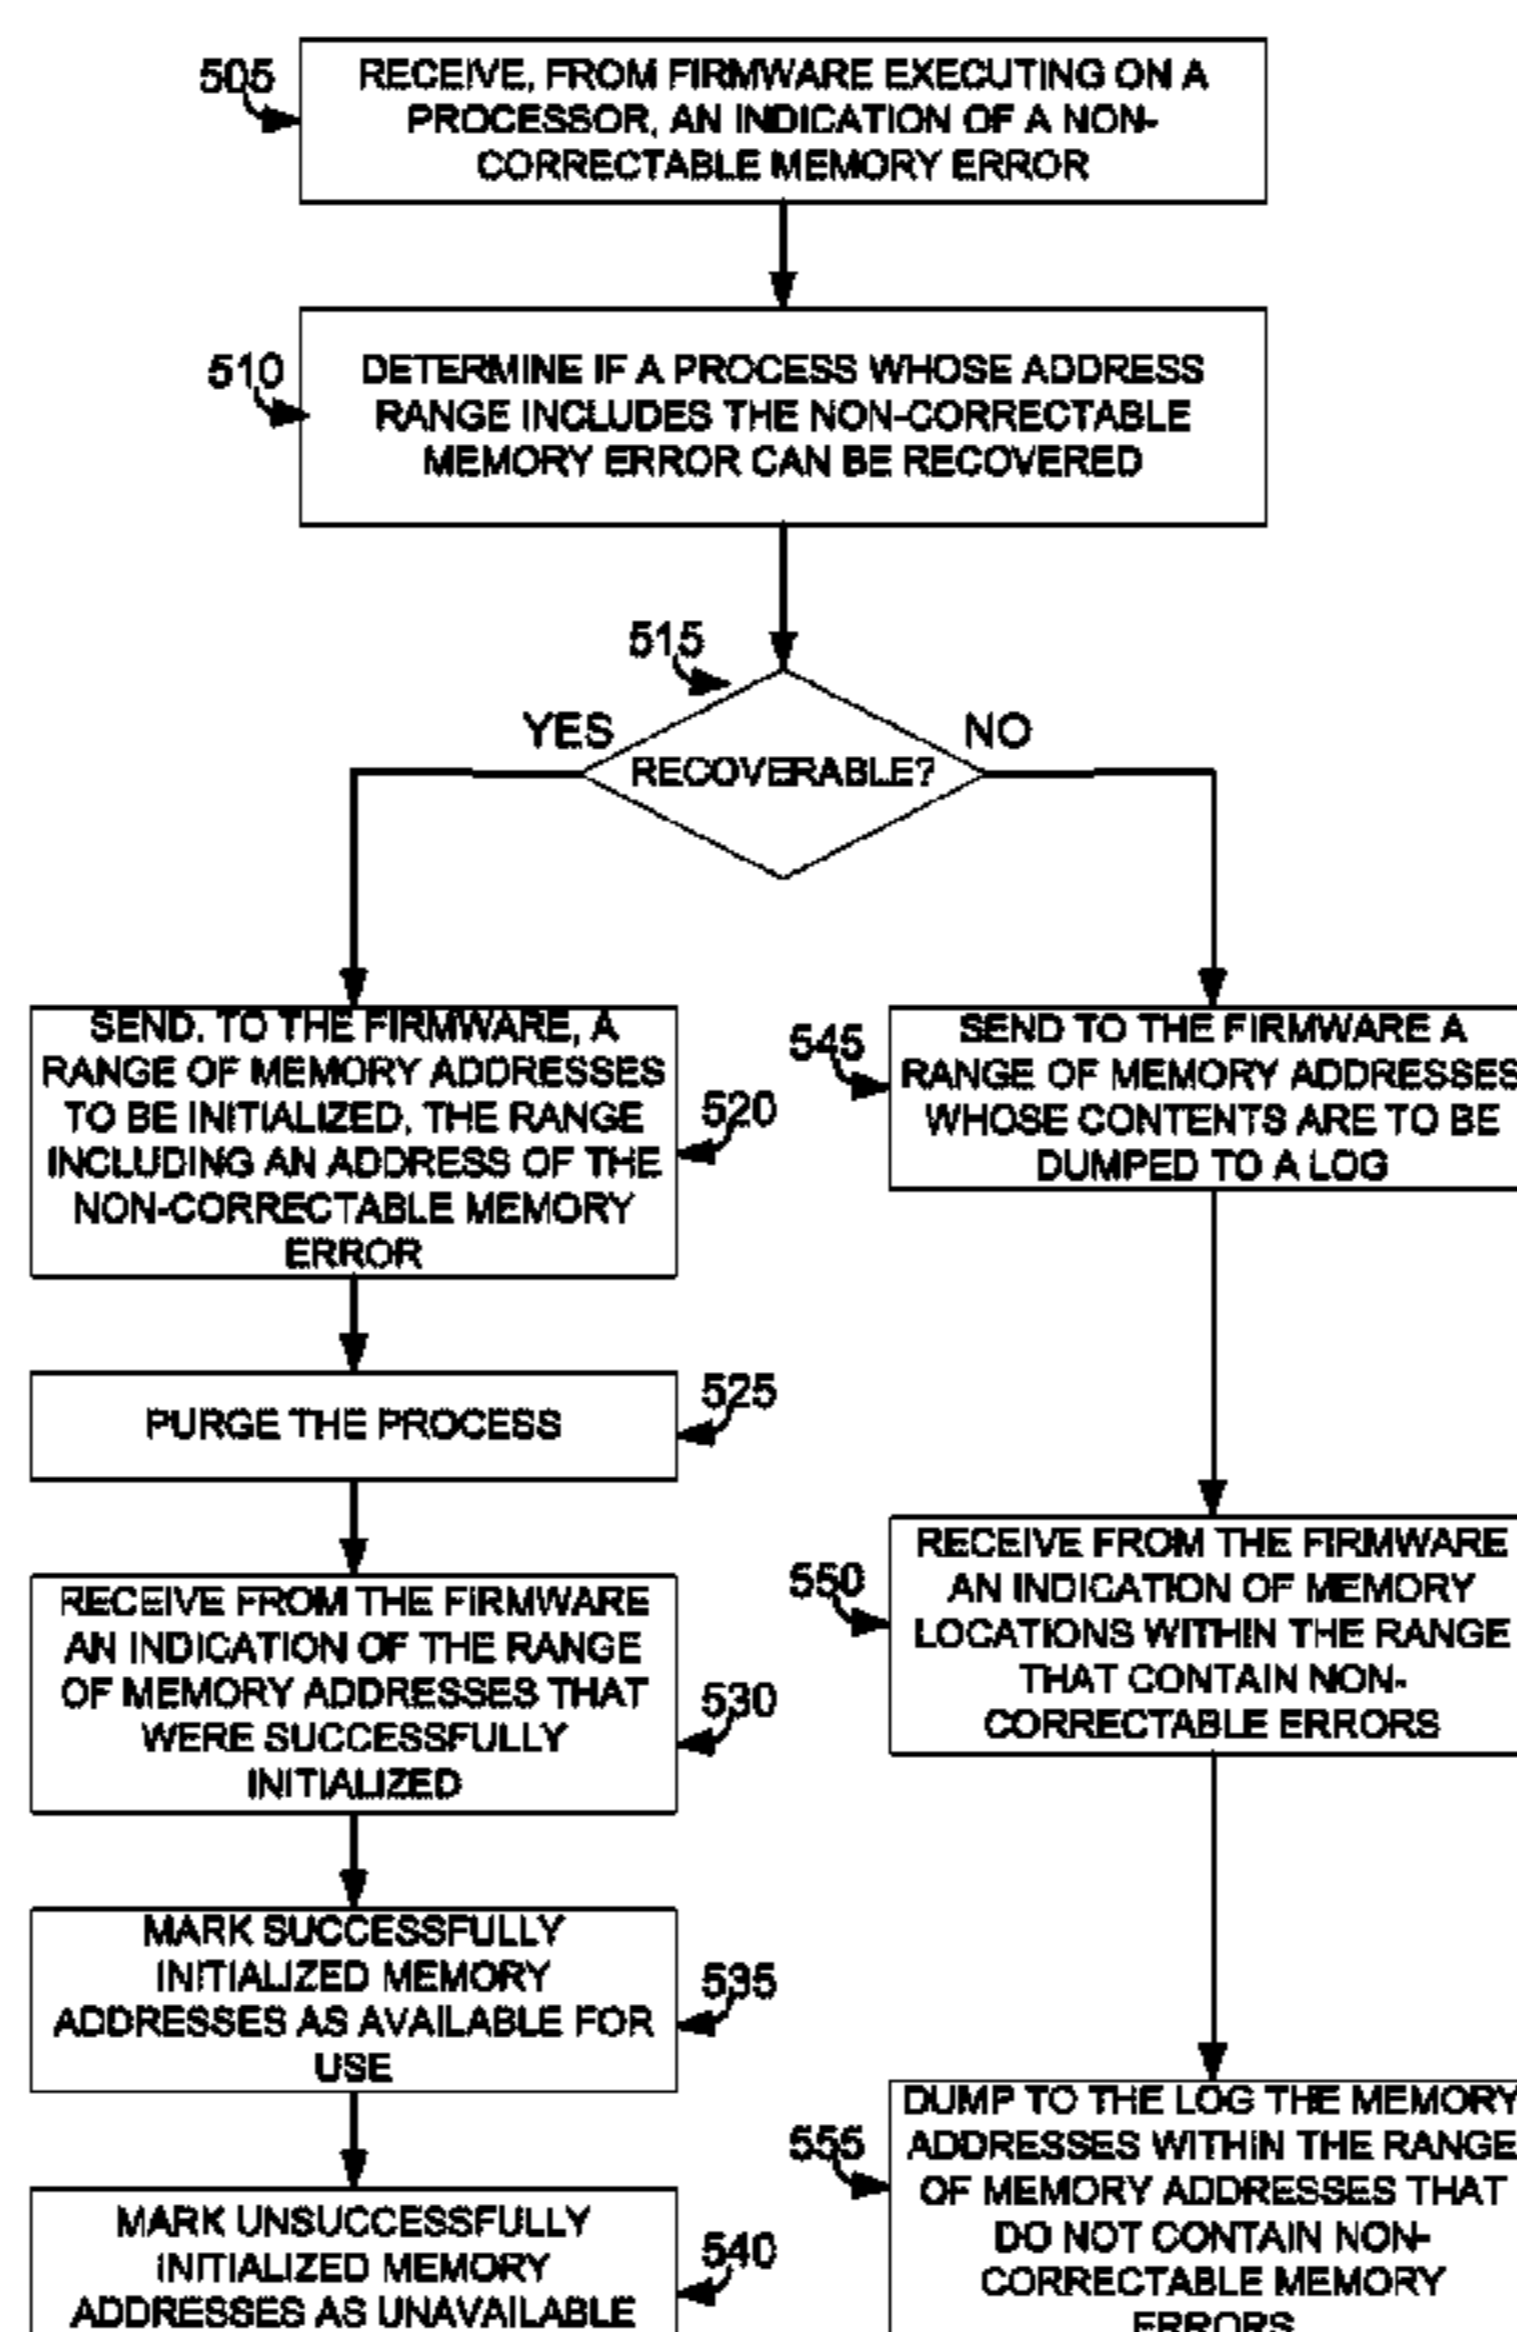 505
RECEIVE, FROM FIRMWARE EXECUTING ON A
PROCESSOR, AN INDICATION OF A NON-
CORRECTABLE MEMORY ERROR
510
DETERMINE IF A PROCESS WHOSE ADDRESS
RANGE INCLUDES THE NON-CORRECTABLE
MEMORY ERROR CAN BE RECOVERED
515
YES
RECOVERABLE?
NO
SEND, TO THE FIRMWARE, A
RANGE OF MEMORY ADDRESSES
TO BE INITIALIZED, THE RANGE
INCLUDING AN ADDRESS OF THE
NON-CORRECTABLE MEMORY
ERROR
520
PURGE THE PROCESS
525
RECEIVE FROM THE FIRMWARE
AN INDICATION OF THE RANGE
OF MEMORY ADDRESSES THAT
WERE SUCCESSFULLY
INITIALIZED
530
MARK SUCCESSFULLY
INITIALIZED MEMORY
ADDRESSES AS AVAILABLE FOR
USE
535
MARK UNSUCCESSFULLY
INITIALIZED MEMORY
ADDRESSES AS UNAVAILABLE
540
545
SEND TO THE FIRMWARE A
RANGE OF MEMORY ADDRESSES
WHOSE CONTENTS ARE TO BE
DUMPED TO A LOG
550
RECEIVE FROM THE FIRMWARE
AN INDICATION OF MEMORY
LOCATIONS WITHIN THE RANGE
THAT CONTAIN NON-
CORRECTABLE ERRORS
555
DUMP TO THE LOG THE MEMORY
ADDRESSES WITHIN THE RANGE
OF MEMORY ADDRESSES THAT
DO NOT CONTAIN NON-
CORRECTABLE MEMORY
ERRORS